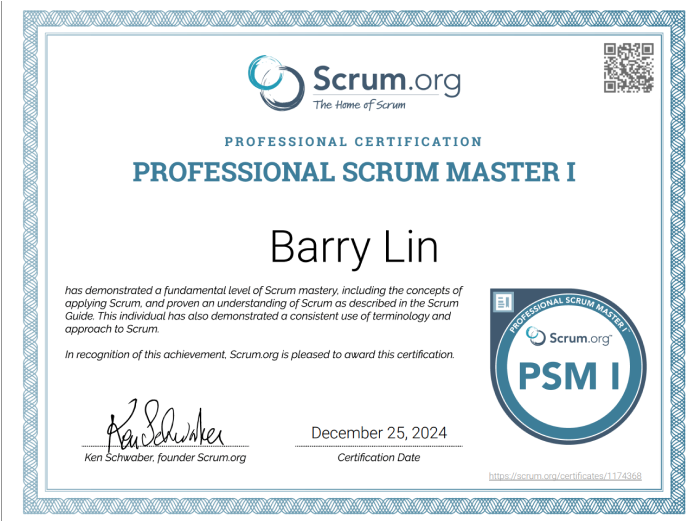 Scrum.org
The Home of Scrum
PROFESSIONAL CERTIFICATION
PROFESSIONAL SCRUM MASTER I
Barry Lin
has demonstrated a fundamental level of Scrum mastery, including the concepts of
applying Scrum, and proven an understanding of Scrum as described in the Scrum
Guide. This individual has also demonstrated a consistent use of terminology and
approach to Scrum.
In recognition of this achievement, Scrum.org is pleased to award this certification.
PROFESSIONAL SCRUM MASTER I™
Scrum.org™
PSM I
Ken Schwaber
December 25, 2024
Ken Schwaber, founder Scrum.org
Certification Date
https://scrum.org/certificates/1174368